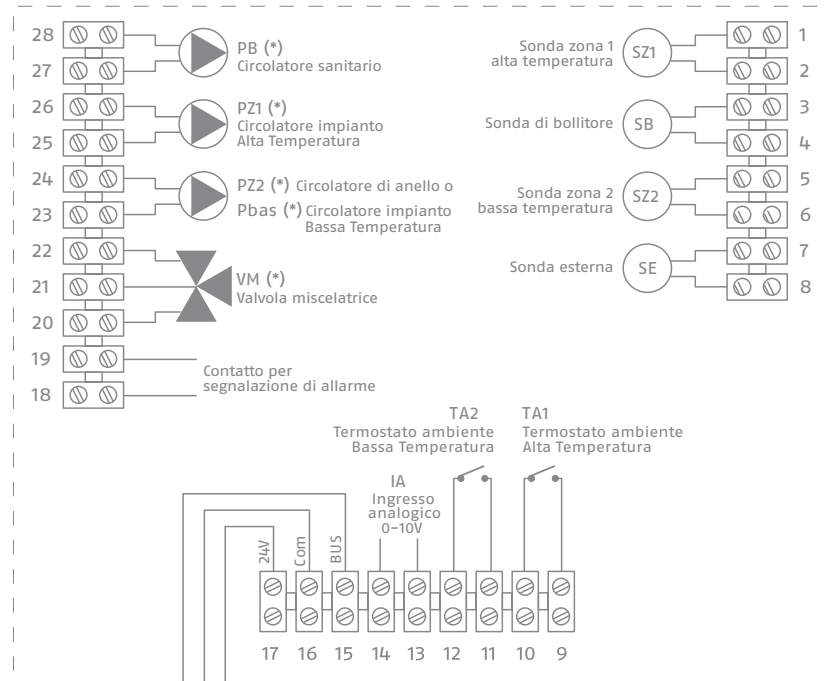 28
27
PB (*)
Circolatore sanitario
26
25
PZ1 (*)
Circolatore impianto
Alta Temperatura
24
23
PZ2 (*) Circolatore di anello o
Pbas (*) Circolatore impianto
Bassa Temperatura
22
21
20
VM (*)
Valvola miscelatrice
19
18
Contatto per
segnalazione di allarme
Sonda zona 1
alta temperatura
SZ1
1
2
Sonda di bollitore
SB
3
4
Sonda zona 2
bassa temperatura
SZ2
5
6
Sonda esterna
SE
7
8
TA2
Termostato ambiente
Bassa Temperatura
TA1
Termostato ambiente
Alta Temperatura
IA
Ingresso
analogico
0-10V
24V
Com
BUS
17 16 15 14 13 12 11 10 9